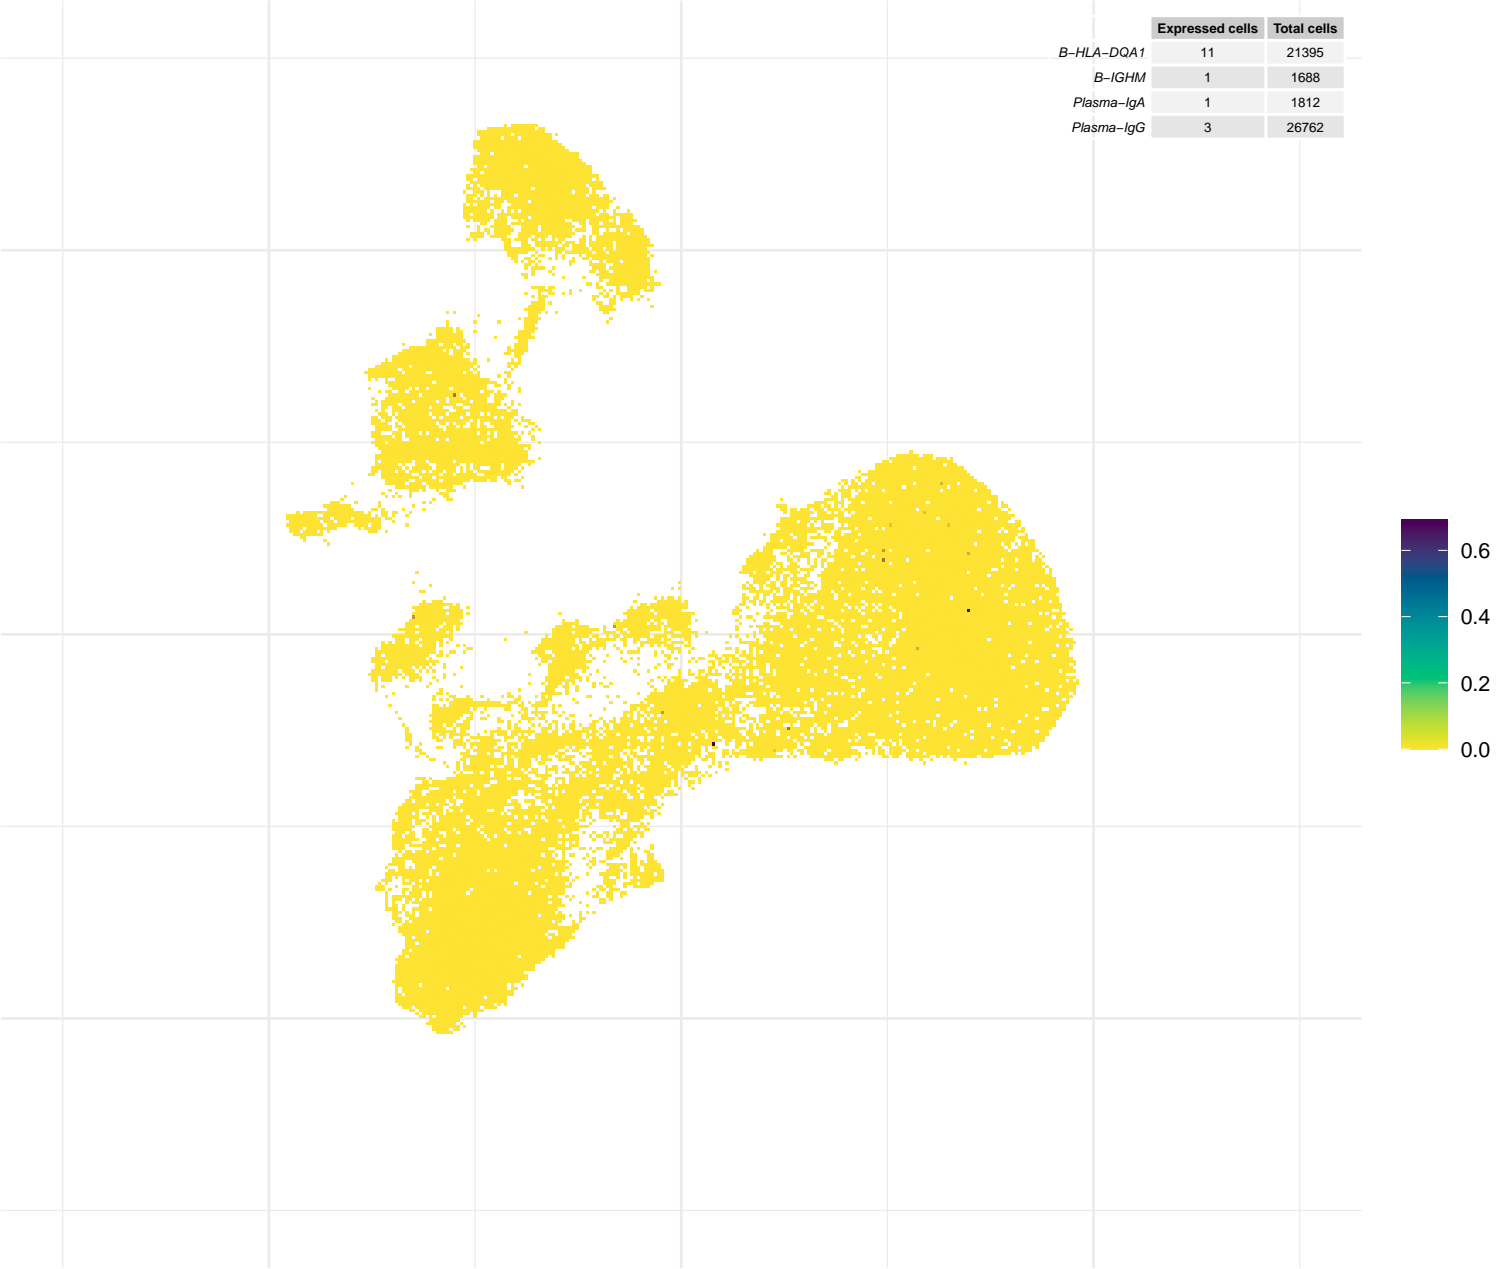 Expressed cells Total cells
B−HLA−DQA1 11 21395
B−IGHM 1 1688
Plasma−IgA 1 1812
Plasma−IgG 3 26762
0.6
0.4
0.2
0.0